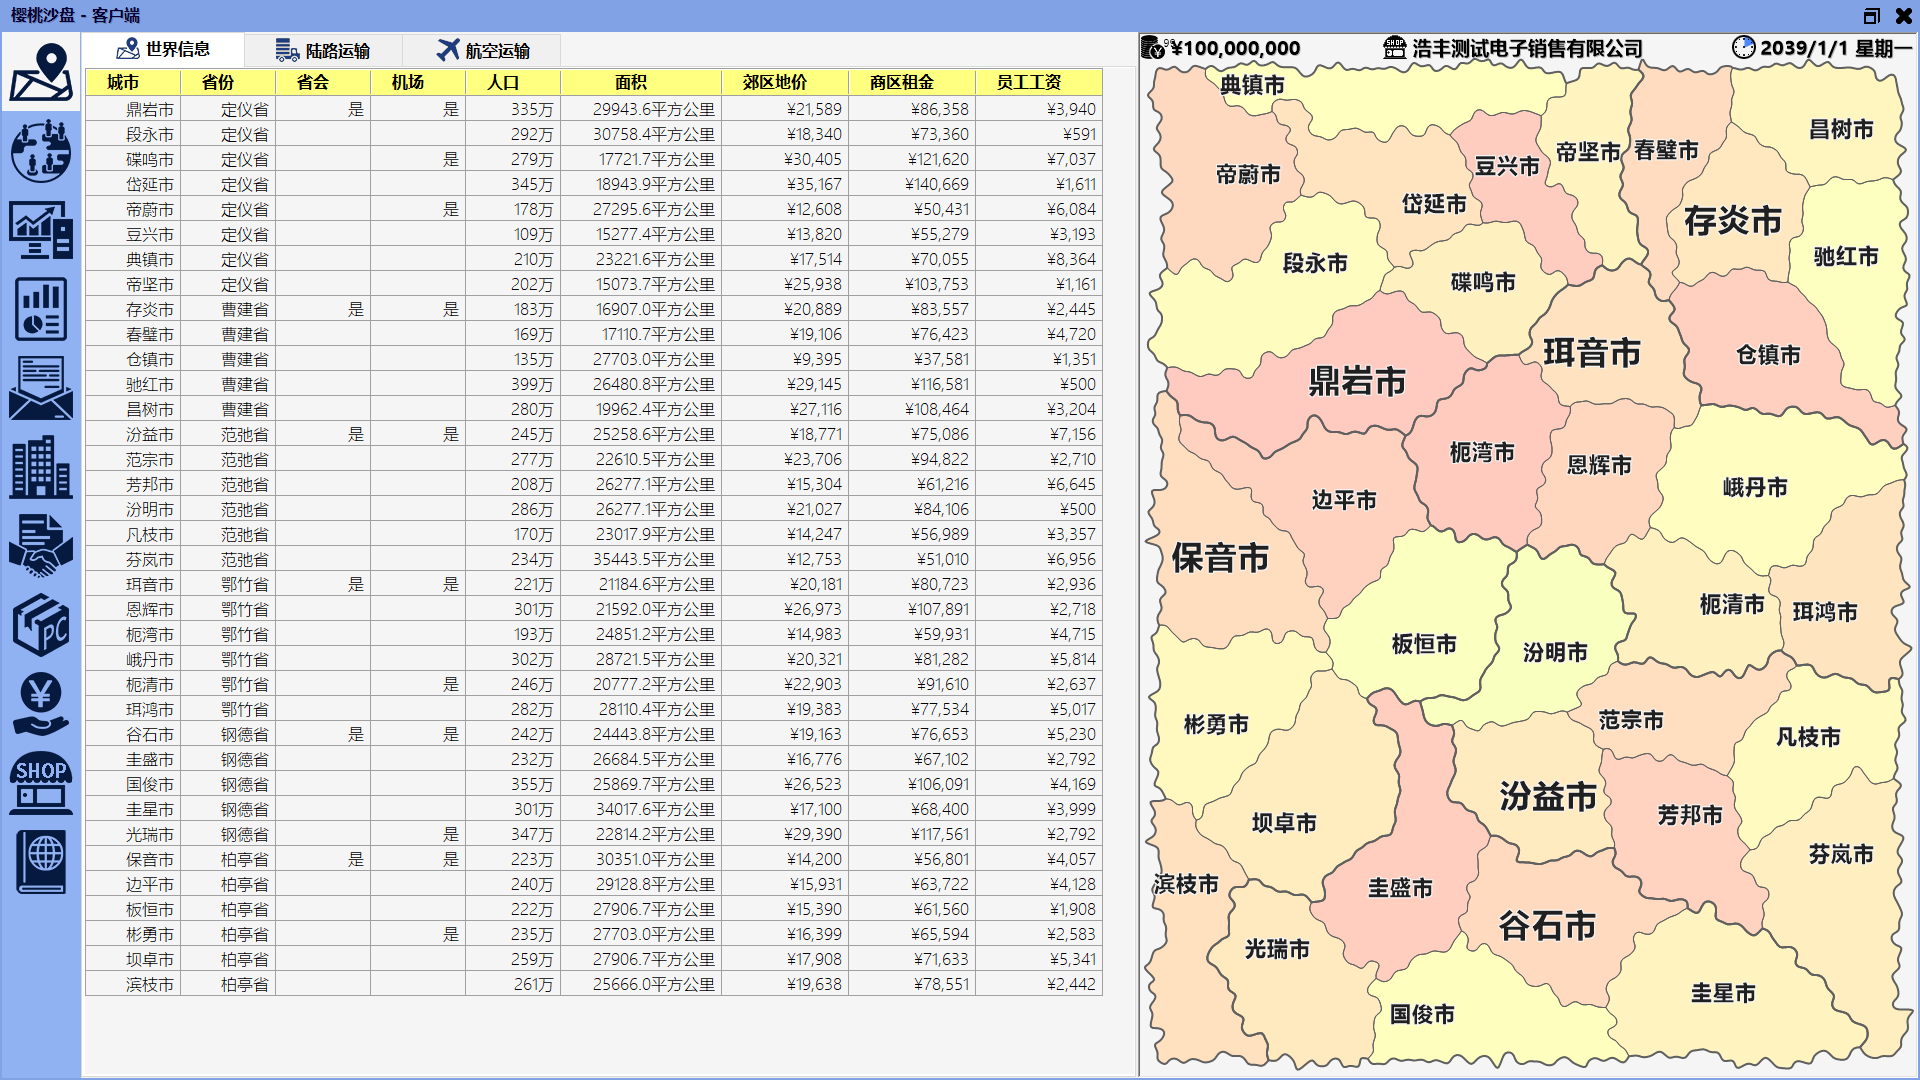 樱桃沙盘 - 客户端
世界信息 陆路运输 航空运输
99 ¥100,000,000 浩丰测试电子销售有限公司 2039/1/1 星期一
城市 省份 省会 机场 人口 面积 郊区地价 商区租金 员工工资
鼎岩市 定仪省 是 是 335万 29943.6平方公里 ¥21,589 ¥86,358 ¥3,940
段永市 定仪省 292万 30758.4平方公里 ¥18,340 ¥73,360 ¥591
碟鸣市 定仪省 是 279万 17721.7平方公里 ¥30,405 ¥121,620 ¥7,037
岱延市 定仪省 345万 18943.9平方公里 ¥35,167 ¥140,669 ¥1,611
帝蔚市 定仪省 是 178万 27295.6平方公里 ¥12,608 ¥50,431 ¥6,084
豆兴市 定仪省 109万 15277.4平方公里 ¥13,820 ¥55,279 ¥3,193
典镇市 定仪省 210万 23221.6平方公里 ¥17,514 ¥70,055 ¥8,364
帝坚市 定仪省 202万 15073.7平方公里 ¥25,938 ¥103,753 ¥1,161
存炎市 曹建省 是 是 183万 16907.0平方公里 ¥20,889 ¥83,557 ¥2,445
春璧市 曹建省 169万 17110.7平方公里 ¥19,106 ¥76,423 ¥4,720
仓镇市 曹建省 135万 27703.0平方公里 ¥9,395 ¥37,581 ¥1,351
驰红市 曹建省 399万 26480.8平方公里 ¥29,145 ¥116,581 ¥500
昌树市 曹建省 280万 19962.4平方公里 ¥27,116 ¥108,464 ¥3,204
汾益市 范弛省 是 是 245万 25258.6平方公里 ¥18,771 ¥75,086 ¥7,156
范宗市 范弛省 277万 22610.5平方公里 ¥23,706 ¥94,822 ¥2,710
芳邦市 范弛省 208万 26277.1平方公里 ¥15,304 ¥61,216 ¥6,645
汾明市 范弛省 286万 26277.1平方公里 ¥21,027 ¥84,106 ¥500
凡枝市 范弛省 170万 23017.9平方公里 ¥14,247 ¥56,989 ¥3,357
芬岚市 范弛省 234万 35443.5平方公里 ¥12,753 ¥51,010 ¥6,956
珥音市 鄂竹省 是 是 221万 21184.6平方公里 ¥20,181 ¥80,723 ¥2,936
恩辉市 鄂竹省 301万 21592.0平方公里 ¥26,973 ¥107,891 ¥2,718
枙湾市 鄂竹省 193万 24851.2平方公里 ¥14,983 ¥59,931 ¥4,715
峨丹市 鄂竹省 302万 28721.5平方公里 ¥20,321 ¥81,282 ¥5,814
枙清市 鄂竹省 是 246万 20777.2平方公里 ¥22,903 ¥91,610 ¥2,637
珥鸿市 鄂竹省 282万 28110.4平方公里 ¥19,383 ¥77,534 ¥5,017
谷石市 钢德省 是 是 242万 24443.8平方公里 ¥19,163 ¥76,653 ¥5,230
圭盛市 钢德省 232万 26684.5平方公里 ¥16,776 ¥67,102 ¥2,792
国俊市 钢德省 355万 25869.7平方公里 ¥26,523 ¥106,091 ¥4,169
圭星市 钢德省 301万 34017.6平方公里 ¥17,100 ¥68,400 ¥3,999
光瑞市 钢德省 是 347万 22814.2平方公里 ¥29,390 ¥117,561 ¥2,792
保音市 柏亭省 是 是 223万 30351.0平方公里 ¥14,200 ¥56,801 ¥4,057
边平市 柏亭省 240万 29128.8平方公里 ¥15,931 ¥63,722 ¥4,128
板恒市 柏亭省 222万 27906.7平方公里 ¥15,390 ¥61,560 ¥1,908
彬勇市 柏亭省 是 235万 27703.0平方公里 ¥16,399 ¥65,594 ¥2,583
坝卓市 柏亭省 259万 27906.7平方公里 ¥17,908 ¥71,633 ¥5,341
滨枝市 柏亭省 261万 25666.0平方公里 ¥19,638 ¥78,551 ¥2,442
PC
¥
SHOP
典镇市
昌树市
帝坚市 春璧市
豆兴市
帝蔚市
岱延市
存炎市
驰红市
段永市
碟鸣市
珥音市
仓镇市
鼎岩市
枙湾市
恩辉市
峨丹市
边平市
保音市
枙清市
珥鸿市
板恒市
汾明市
范宗市
彬勇市
凡枝市
汾益市
芳邦市
坝卓市
芬岚市
滨枝市
圭盛市
谷石市
光瑞市
圭星市
国俊市